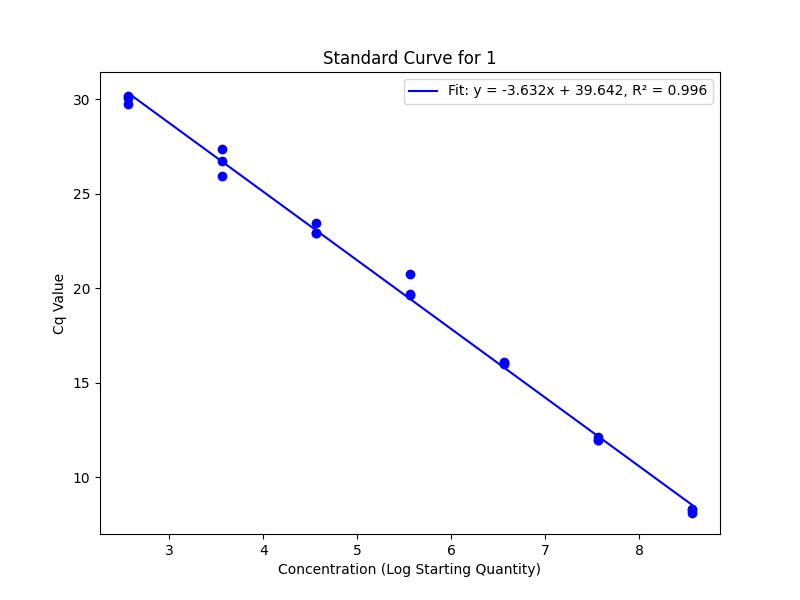 Standard Curve for 1
Fit: y = -3.632x + 39.642, R² = 0.996
30
25
20
15
10
Cq Value
3 4 5 6 7 8
Concentration (Log Starting Quantity)